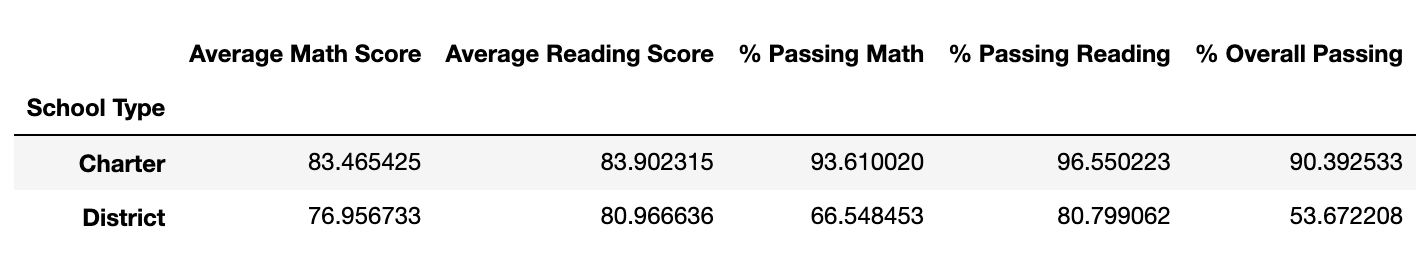 Average Math Score Average Reading Score % Passing Math % Passing Reading % Overall Passing
School Type
Charter 83.465425 83.902315 93.610020 96.550223 90.392533
District 76.956733 80.966636 66.548453 80.799062 53.672208